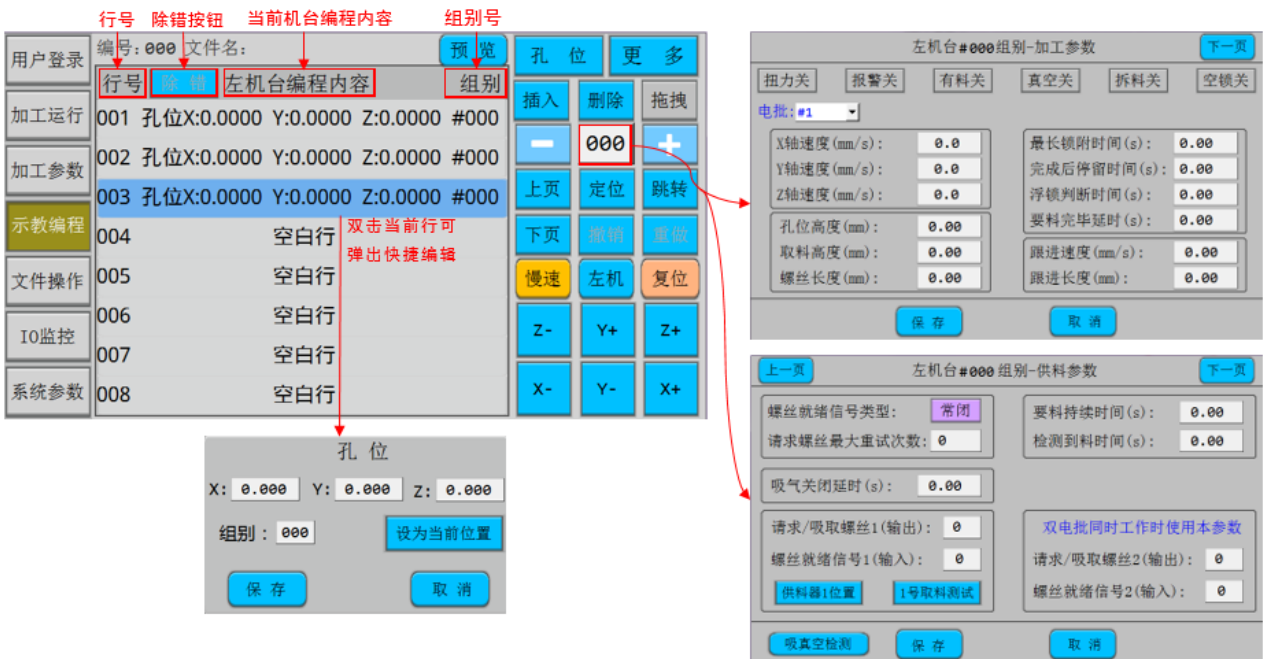 行号 除错按钮 当前机台编程内容 组别号
用户登录
加工运行
加工参数
示教编程
文件操作
IO监控
系统参数
编号:000 文件名:
预 览
行号 除 错 左机台编程内容 组别
001 孔位X:0.0000 Y:0.0000 Z:0.0000 #000
002 孔位X:0.0000 Y:0.0000 Z:0.0000 #000
003 孔位X:0.0000 Y:0.0000 Z:0.0000 #000
004 空白行
005 空白行
006 空白行
007 空白行
008 空白行
双击当前行可
弹出快捷编辑
孔 位 更 多
插入 删除 拖拽
− 000 +
上页 定位 跳转
下页 撤销 重做
慢速 左机 复位
Z- Y+ Z+
X- Y- X+
孔 位
X: 0.000 Y: 0.000 Z: 0.000
组别: 000 设为当前位置
保 存 取 消
左机台#000组别-加工参数 下一页
扭力关 报警关 有料关 真空关 拆料关 空锁关
电批:#1
X轴速度(mm/s): 0.0
Y轴速度(mm/s): 0.0
Z轴速度(mm/s): 0.0
孔位高度(mm): 0.00
取料高度(mm): 0.00
螺丝长度(mm): 0.00
最长锁附时间(s): 0.00
完成后停留时间(s): 0.00
浮锁判断时间(s): 0.00
要料完毕延时(s): 0.00
跟进速度(mm/s): 0.00
跟进长度(mm): 0.00
保 存 取 消
上一页 左机台#000组别-供料参数 下一页
螺丝就绪信号类型: 常闭
请求螺丝最大重试次数: 0
要料持续时间(s): 0.00
检测到料时间(s): 0.00
吸气关闭延时(s): 0.00
请求/吸取螺丝1(输出): 0
螺丝就绪信号1(输入): 0
供料器1位置 1号取料测试
双电批同时工作时使用本参数
请求/吸取螺丝2(输出): 0
螺丝就绪信号2(输入): 0
吸真空检测 保 存 取 消